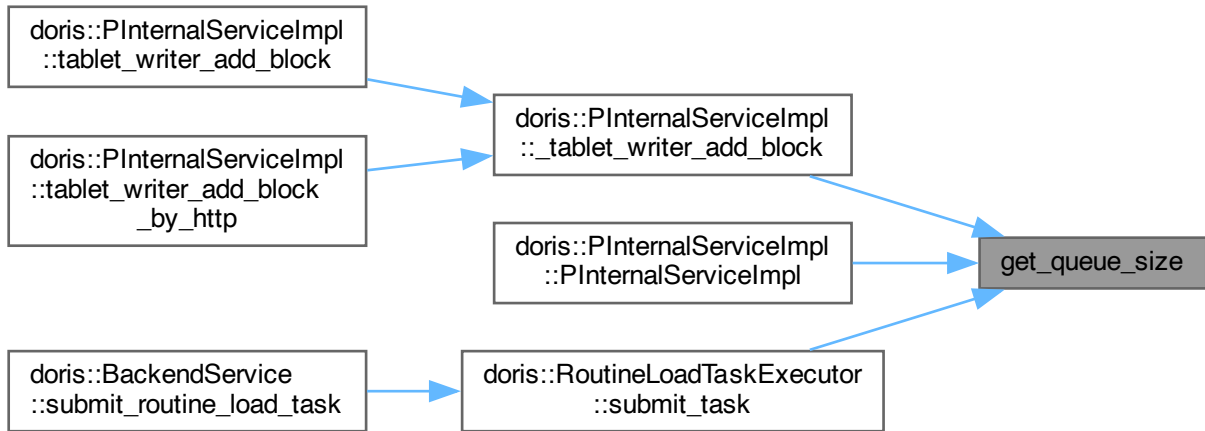 doris::PInternalServiceImpl
::tablet_writer_add_block
doris::PInternalServiceImpl
::tablet_writer_add_block
_by_http
doris::BackendService
::submit_routine_load_task
doris::PInternalServiceImpl
::_tablet_writer_add_block
doris::PInternalServiceImpl
::PInternalServiceImpl
doris::RoutineLoadTaskExecutor
::submit_task
get_queue_size